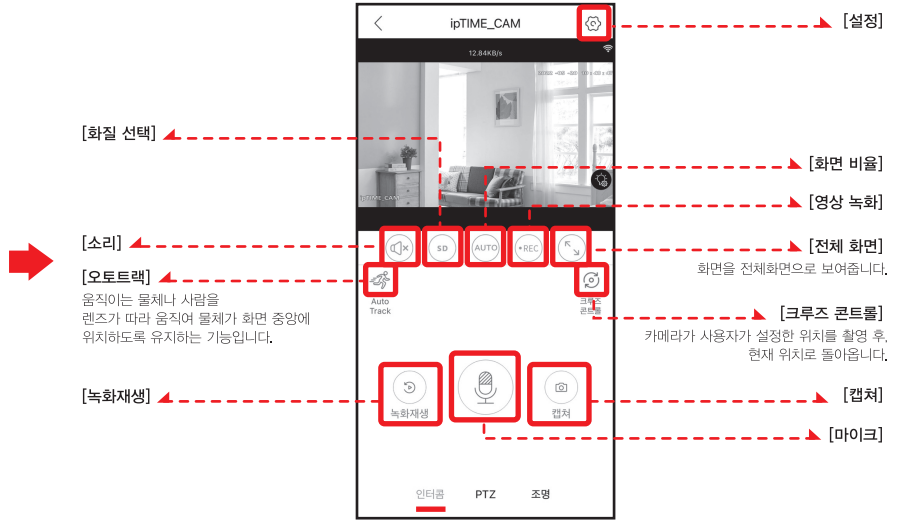 ipTIME_CAM
[설정]
12.84KB/s
[화질 선택]
[화면 비율]
IPTIME_CAM
[영상 녹화]
[소리]
SD
AUTO
•REC
[전체 화면]
화면을 전체화면으로 보여줍니다.
[오토트랙]
움직이는 물체나 사람을
렌즈가 따라 움직여 물체가 화면 중앙에
위치하도록 유지하는 기능입니다.
Auto
Track
크루즈
콘트롤
[크루즈 콘트롤]
카메라가 사용자가 설정한 위치를 촬영 후,
현재 위치로 돌아옵니다.
[녹화재생]
녹화재생
캡쳐
[캡쳐]
[마이크]
인터콤
PTZ
조명